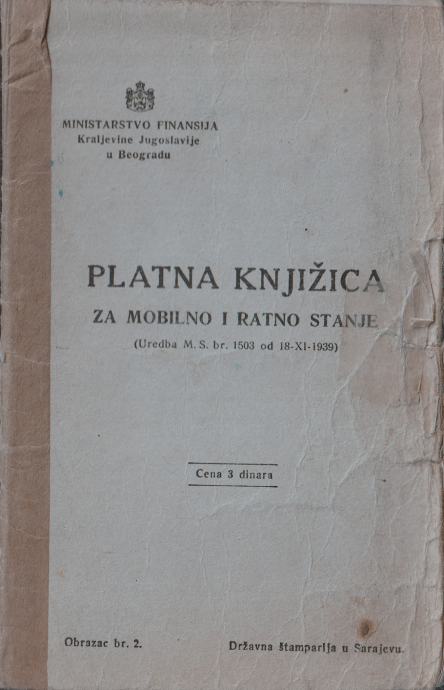 MINISTARSTVO FINANSIJA
Kraljevine Jugoslavije
u Beogradu
PLATNA KNJIŽICA
ZA MOBILNO I RATNO STANJE
(Uredba M. S. br. 1503 od 18-XI-1939)
Cena 3 dinara
Obrazac br. 2.
Državna štamparija u Sarajevu.